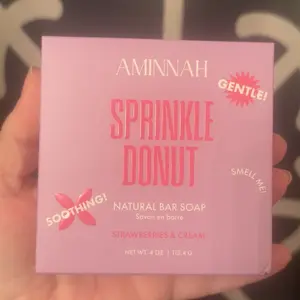 AMINNAH
GENTLE!
SPRINKLE
DONUT
SMELL ME!
SOOTHING!
NATURAL BAR SOAP
Savon en barre
STRAWBERRIES & CREAM
NET WT. 4 OZ. | 113.4 G